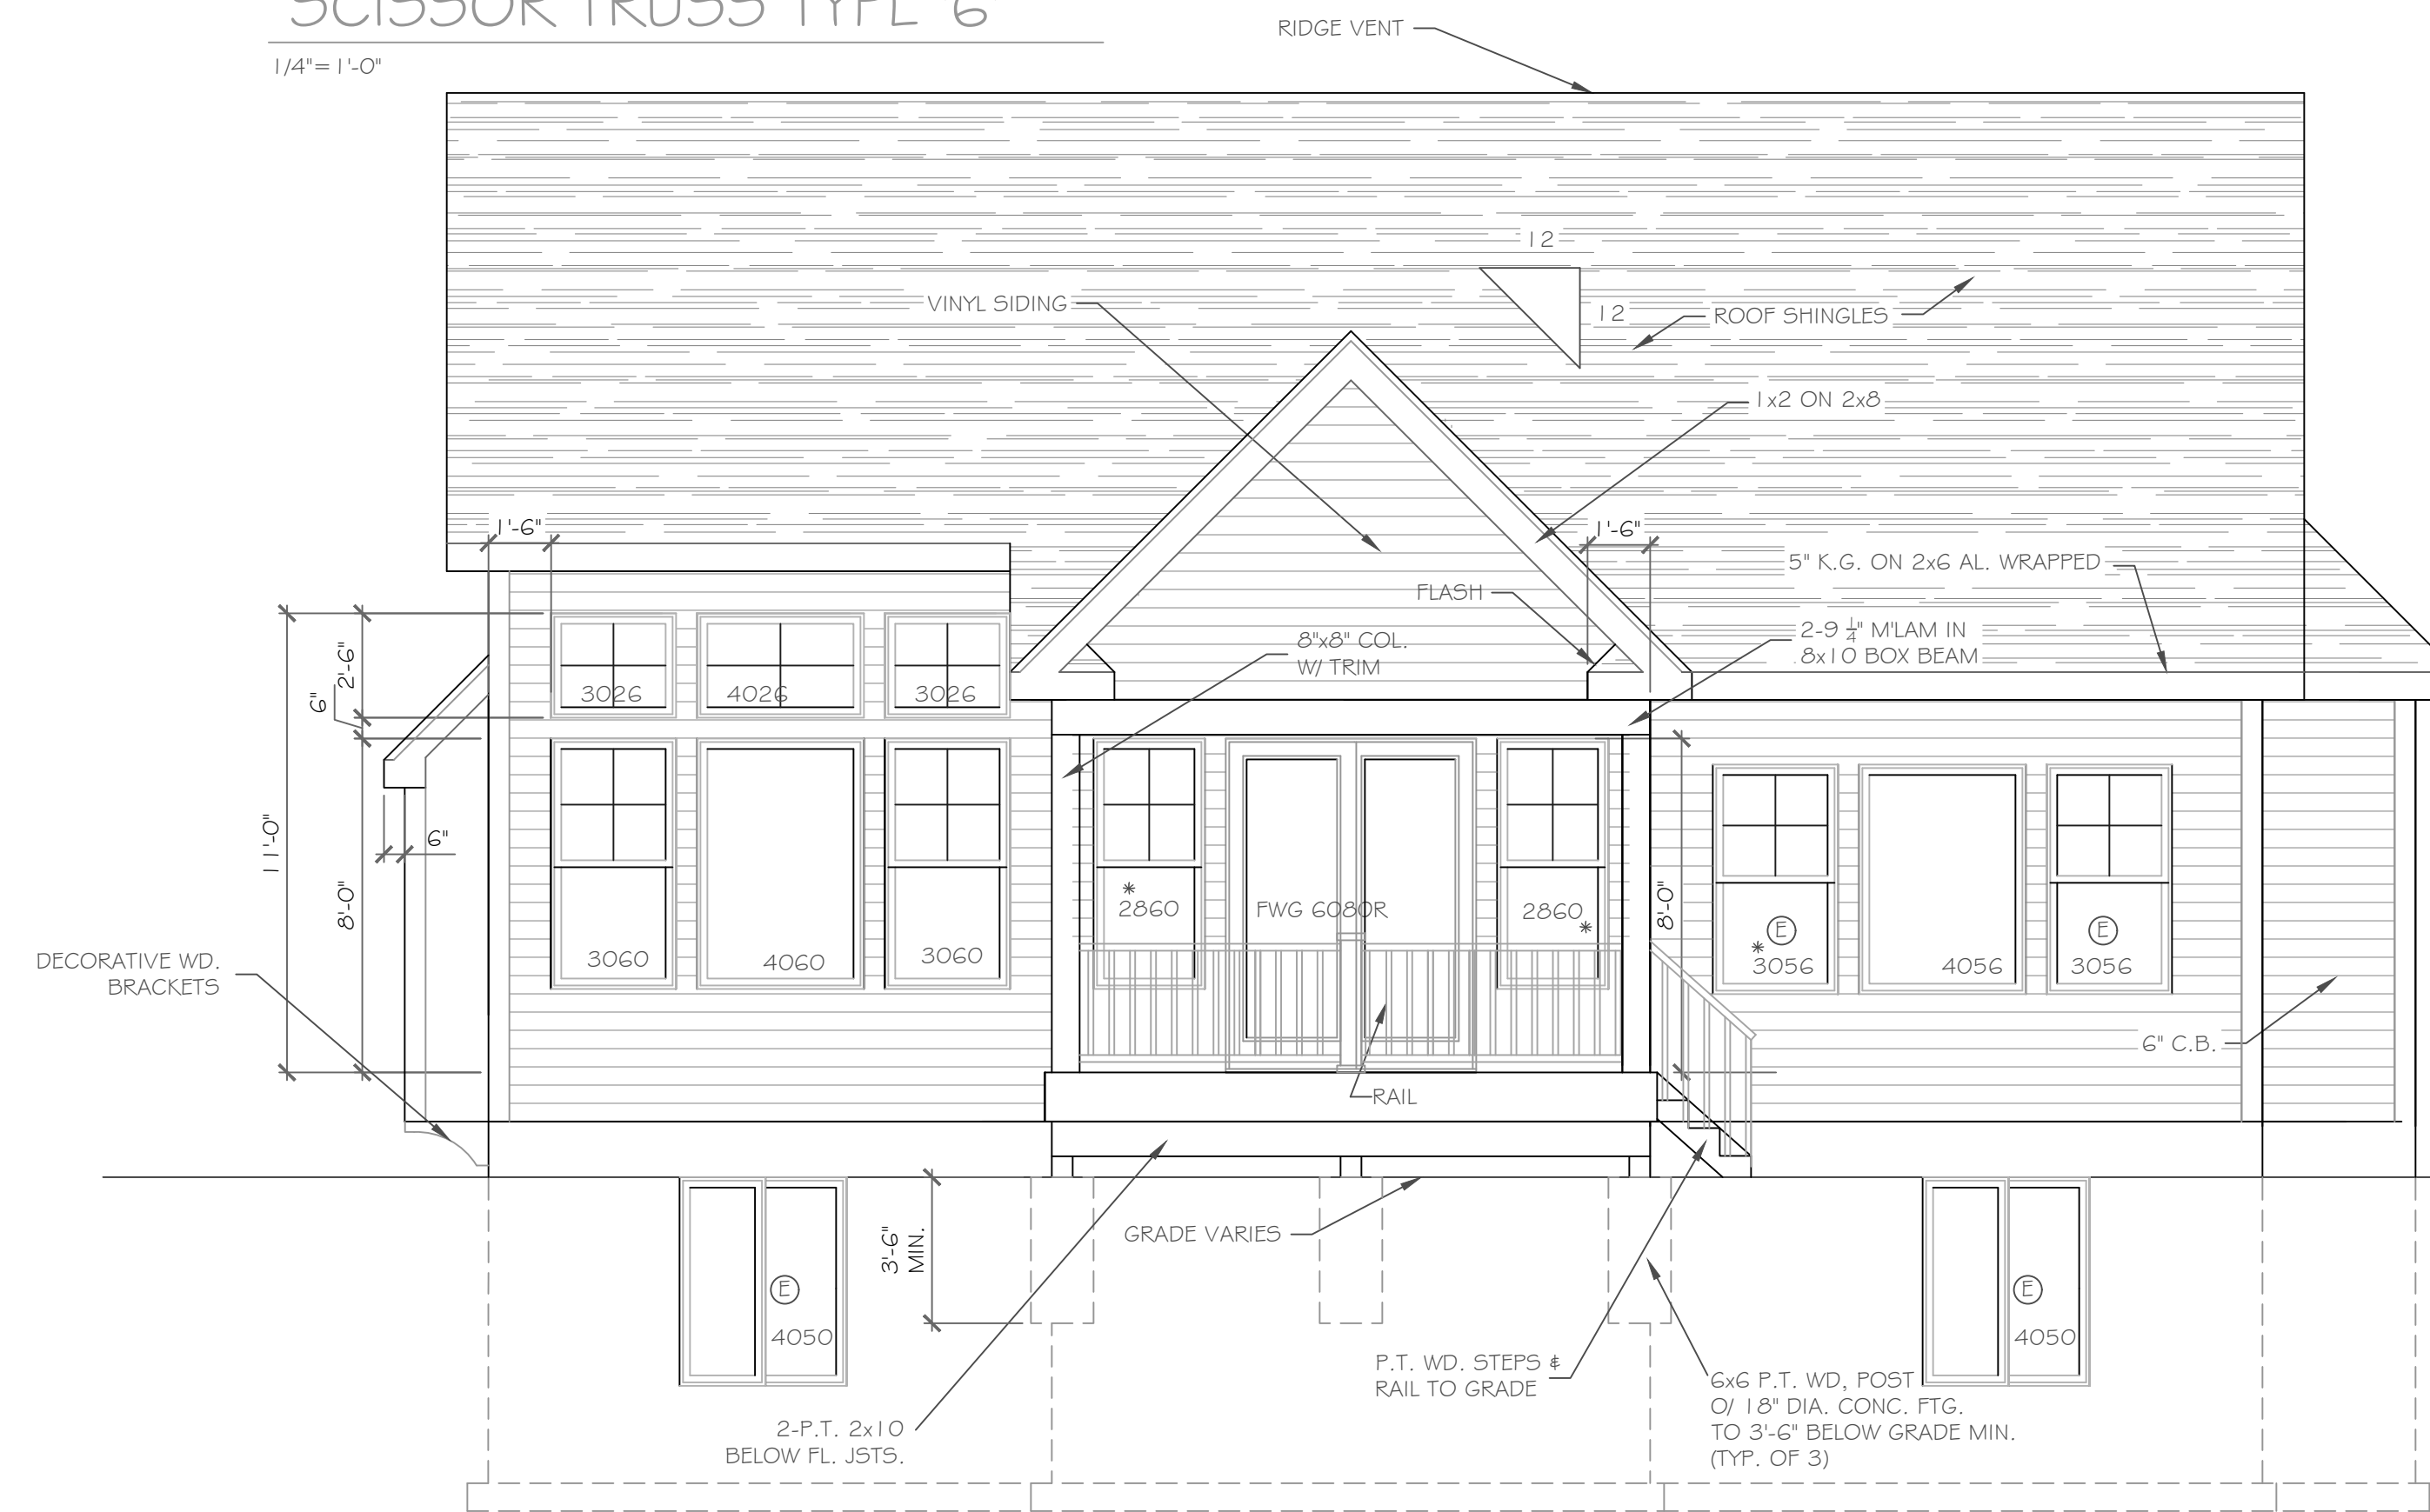 SCISSOR TRUSS TYPE '6'
1/4"= 1'-0"
RIDGE VENT
12
12
VINYL SIDING
ROOF SHINGLES
1x2 ON 2x8
1'-6"
1'-6"
5" K.G. ON 2x6 AL. WRAPPED
FLASH
8"x8" COL.
W/ TRIM
2-9 1/4" M'LAM IN
8x10 BOX BEAM
2'-6"
6"
3026
4026
3026
11'-0"
6"
8'-0"
8'-0"
*
2860
FWG 6080R
2860
*
3060
4060
3060
E
*
3056
4056
E
3056
DECORATIVE WD.
BRACKETS
6" C.B.
RAIL
3'-6"
MIN.
GRADE VARIES
E
4050
E
4050
P.T. WD. STEPS &
RAIL TO GRADE
6x6 P.T. WD, POST
O/ 18" DIA. CONC. FTG.
TO 3'-6" BELOW GRADE MIN.
(TYP. OF 3)
2-P.T. 2x10
BELOW FL. JSTS.